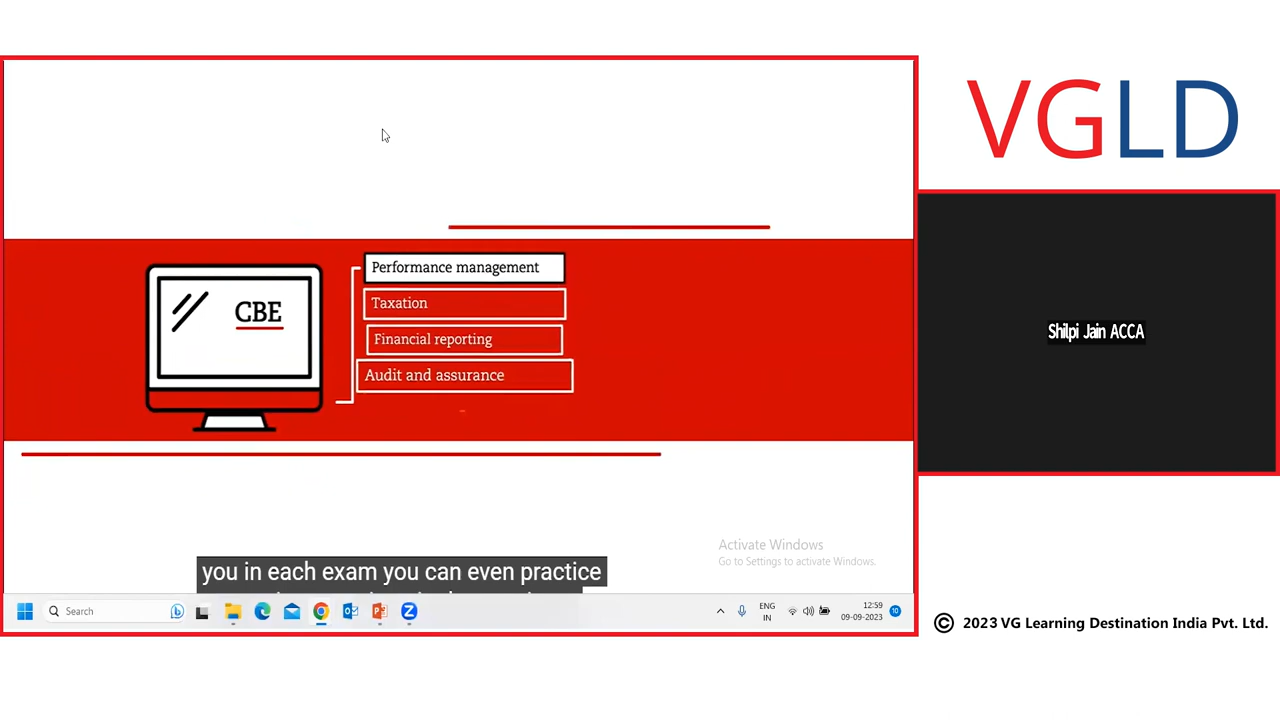 VGLD
Performance management
CBE
Taxation
Financial reporting
Audit and assurance
Shilpi Jain ACCA
you in each exam you can even practice
Activate Windows
Go to Settings to activate Windows.
Search
ENG
IN
12:59
09-09-2023
10
© 2023 VG Learning Destination India Pvt. Ltd.